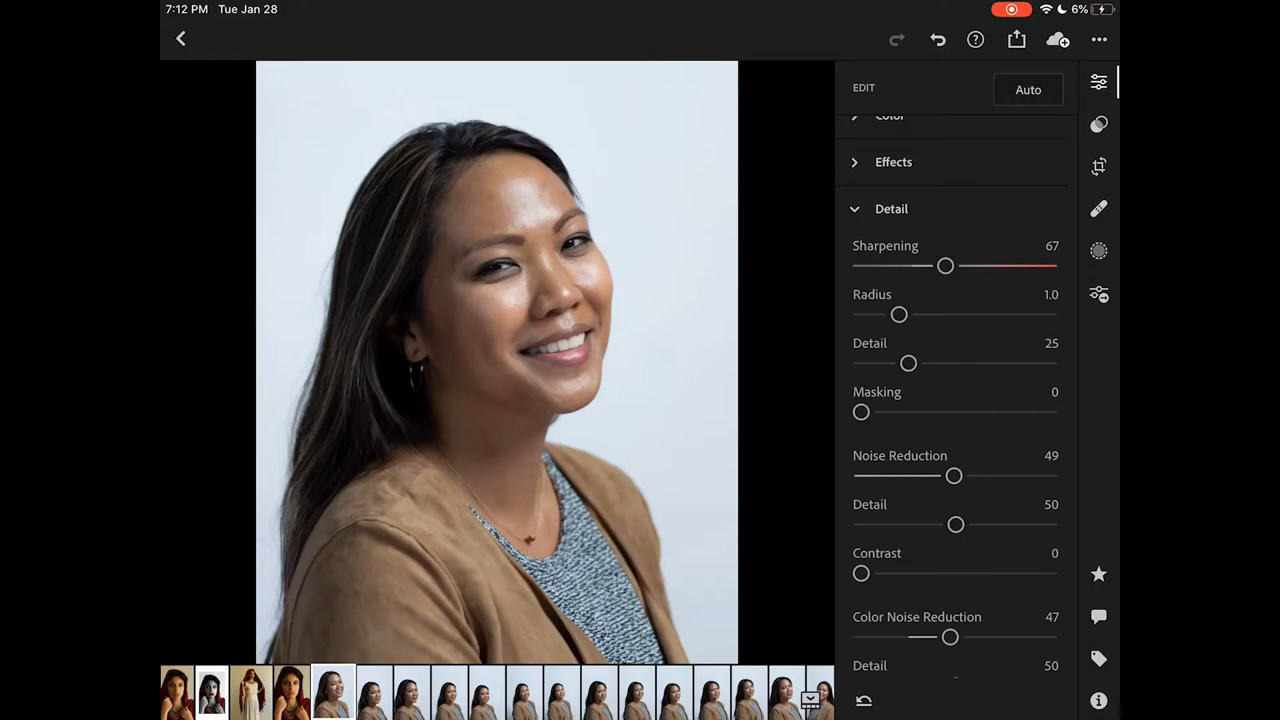 7:12 PM Tue Jan 28 6%
EDIT Auto
Color
Effects
Detail
Sharpening 67
Radius 1.0
Detail 25
Masking 0
Noise Reduction 49
Detail 50
Contrast 0
Color Noise Reduction 47
Detail 50